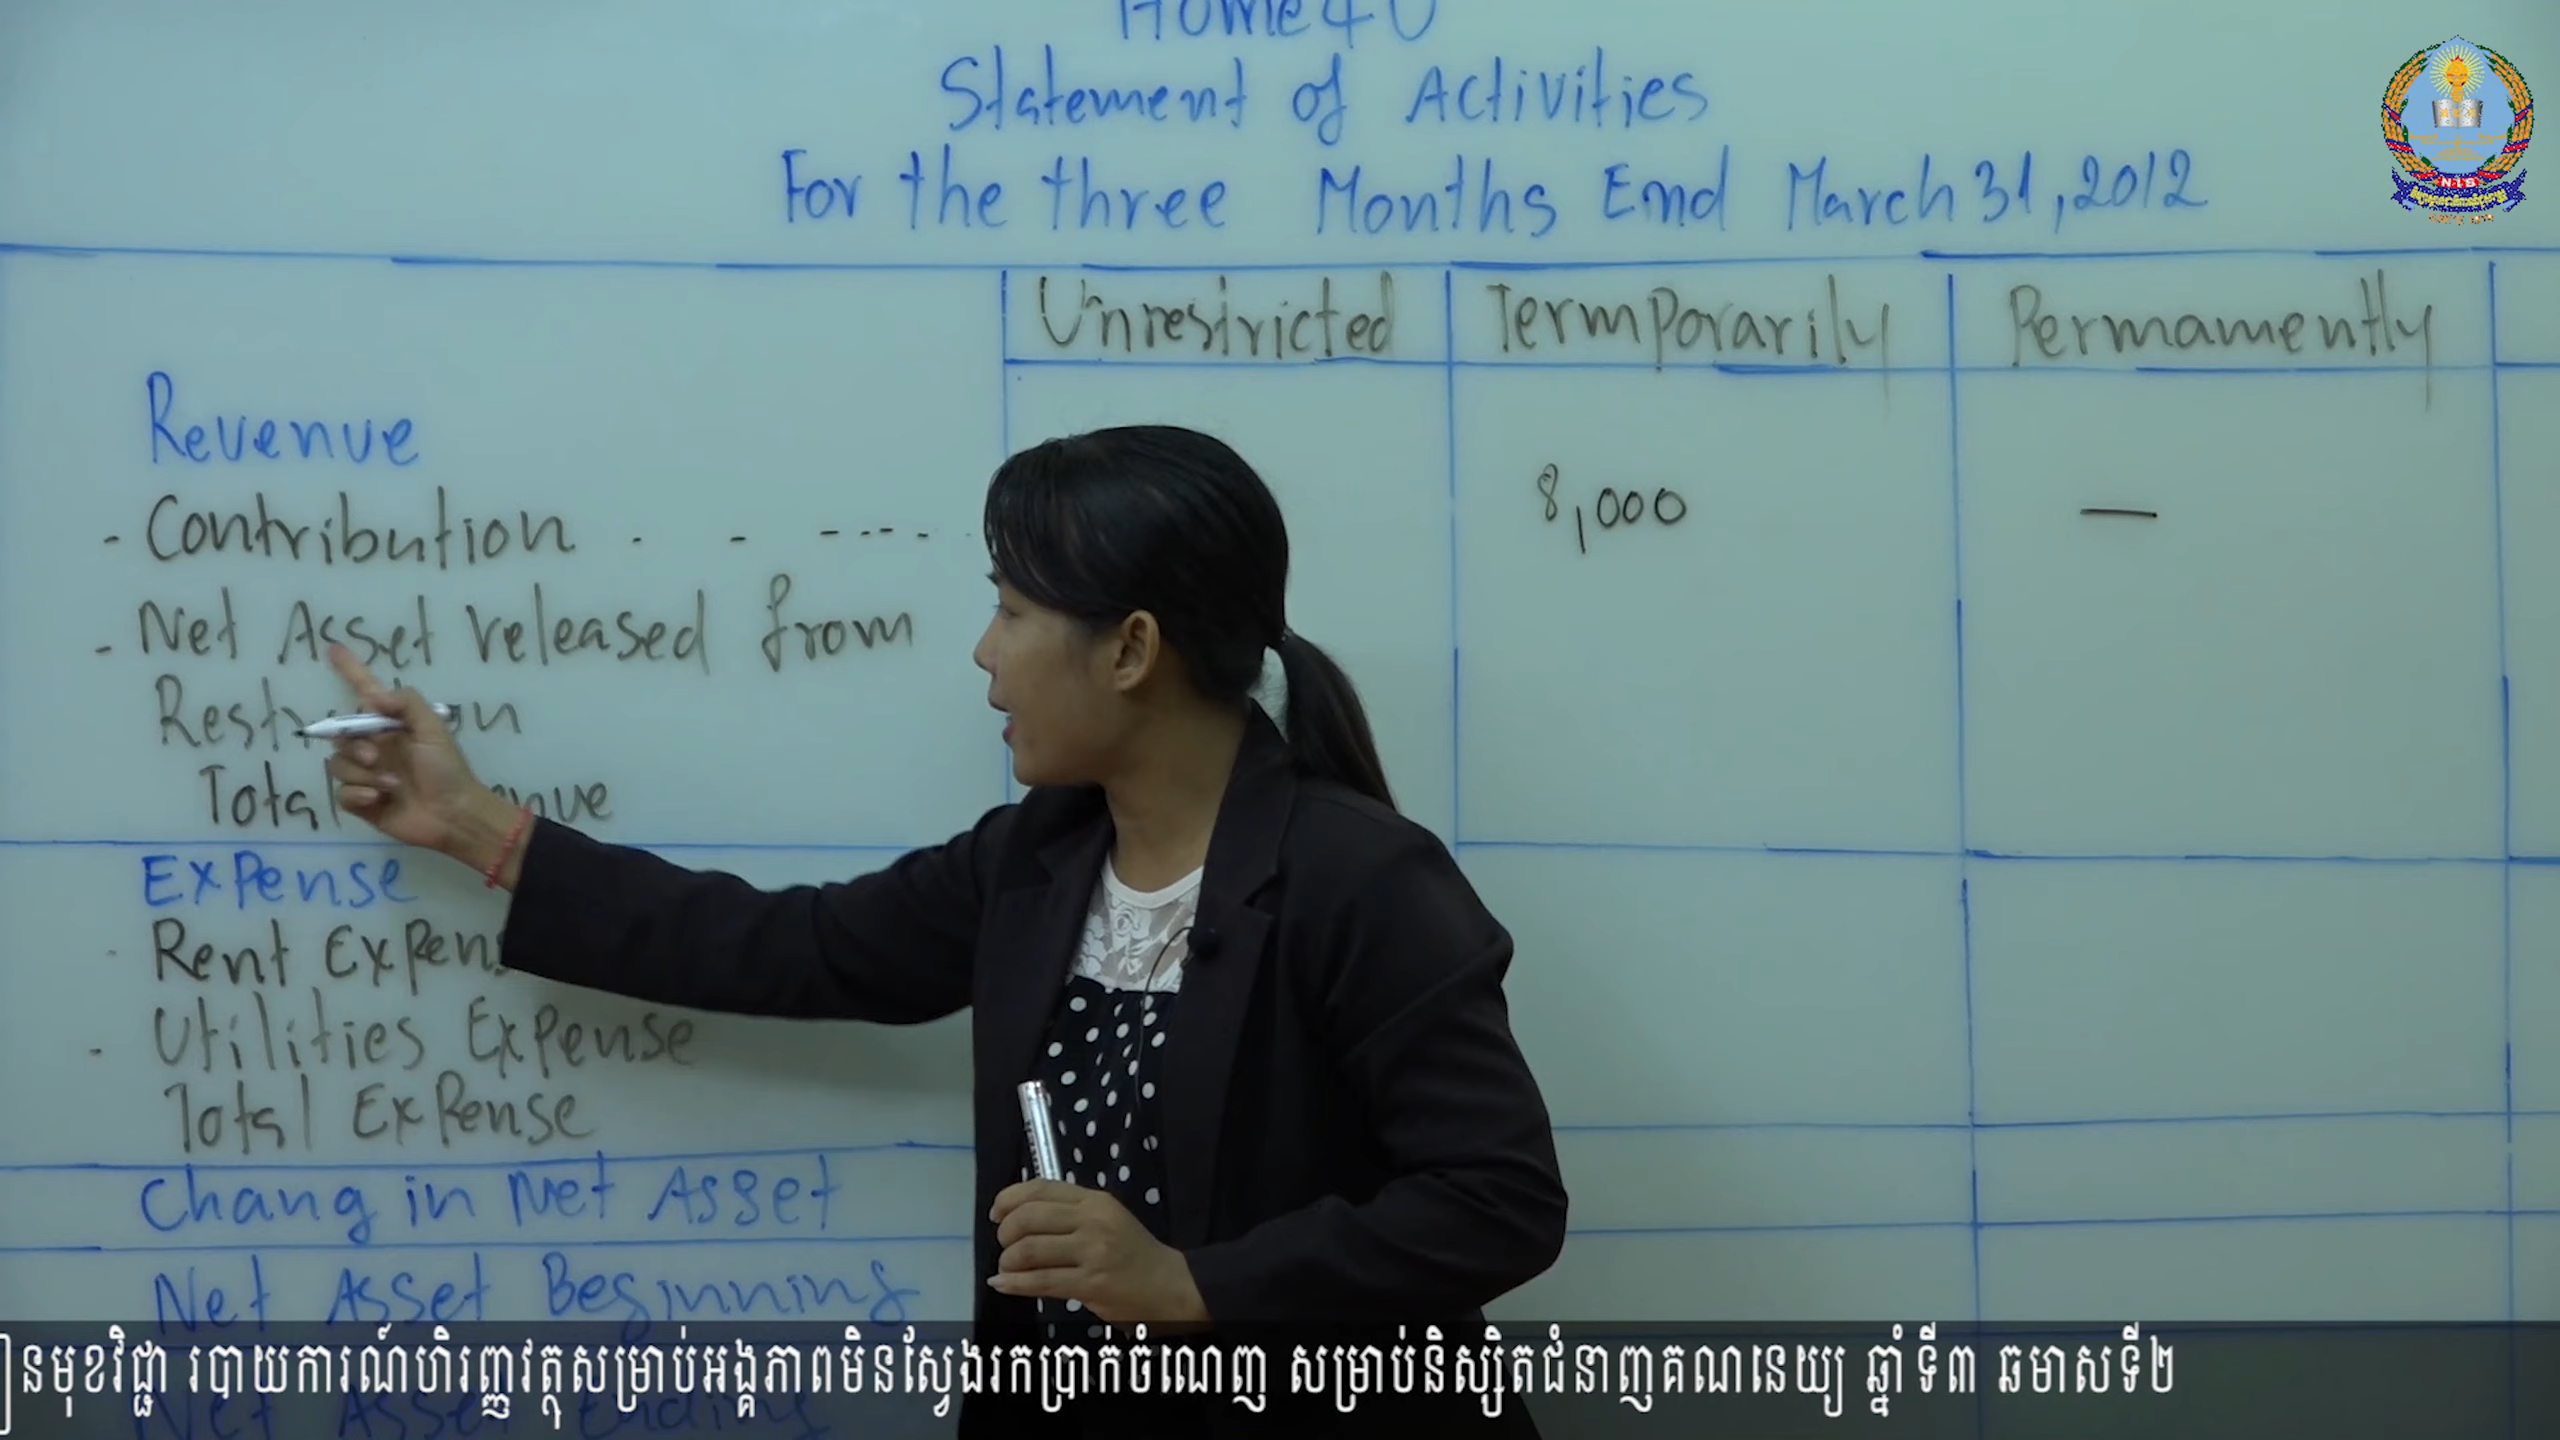 Home4U
Statement of Activities
For the three Months End March 31, 2012
Unrestricted Termporarily Permamently
Revenue
- Contribution . - --- -
8,000 —
- Net Asset released from
Total
Expense
Rent
- Utilities Expense
Total Expense
Chang in Net Asset
Net Asset Beginning
Net Asset Ending
NIB
មុខវិជ្ជា របាយការណ៍ហិរញ្ញវត្ថុសម្រាប់អង្គភាពមិនស្វែងរកប្រាក់ចំណេញ សម្រាប់និស្សិតជំនាញគណនេយ្យ ឆ្នាំទី៣ ឆមាសទី២